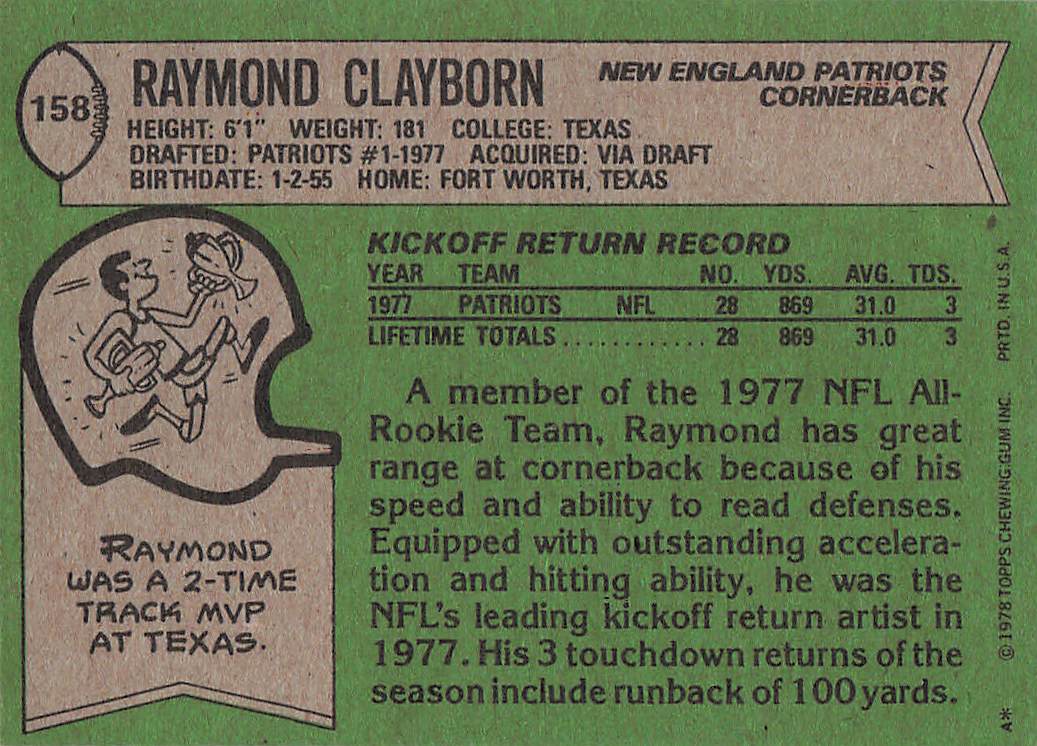 158
RAYMOND CLAYBORN
NEW ENGLAND PATRIOTS
CORNERBACK
HEIGHT: 6'1" WEIGHT: 181 COLLEGE: TEXAS
DRAFTED: PATRIOTS #1-1977 ACQUIRED: VIA DRAFT
BIRTHDATE: 1-2-55 HOME: FORT WORTH, TEXAS
KICKOFF RETURN RECORD
YEAR TEAM NO. YDS. AVG. TDS.
1977 PATRIOTS NFL 28 869 31.0 3
LIFETIME TOTALS............ 28 869 31.0 3
A member of the 1977 NFL All-
Rookie Team, Raymond has great
range at cornerback because of his
speed and ability to read defenses.
Equipped with outstanding accelera-
tion and hitting ability, he was the
NFL's leading kickoff return artist in
1977. His 3 touchdown returns of the
season include runback of 100 yards.
RAYMOND
WAS A 2-TIME
TRACK MVP
AT TEXAS.
A* ©1978 TOPPS CHEWING GUM INC. PRTD. IN U.S.A.